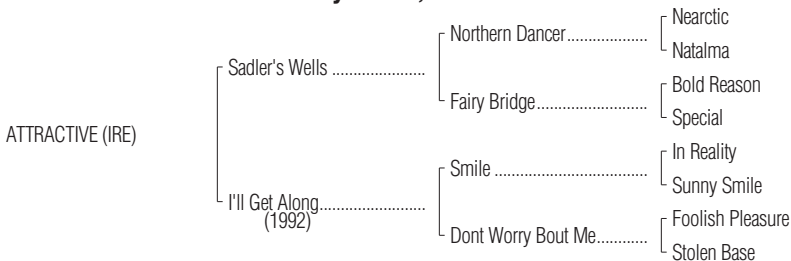 Nearctic
Northern Dancer....................
Natalma
Sadler's Wells .......................
Bold Reason
Fairy Bridge...........................
Special
ATTRACTIVE (IRE)
In Reality
Smile ......................................
Sunny Smile
I'll Get Along..........................
(1992)
Foolish Pleasure
Dont Worry Bout Me............
Stolen Base